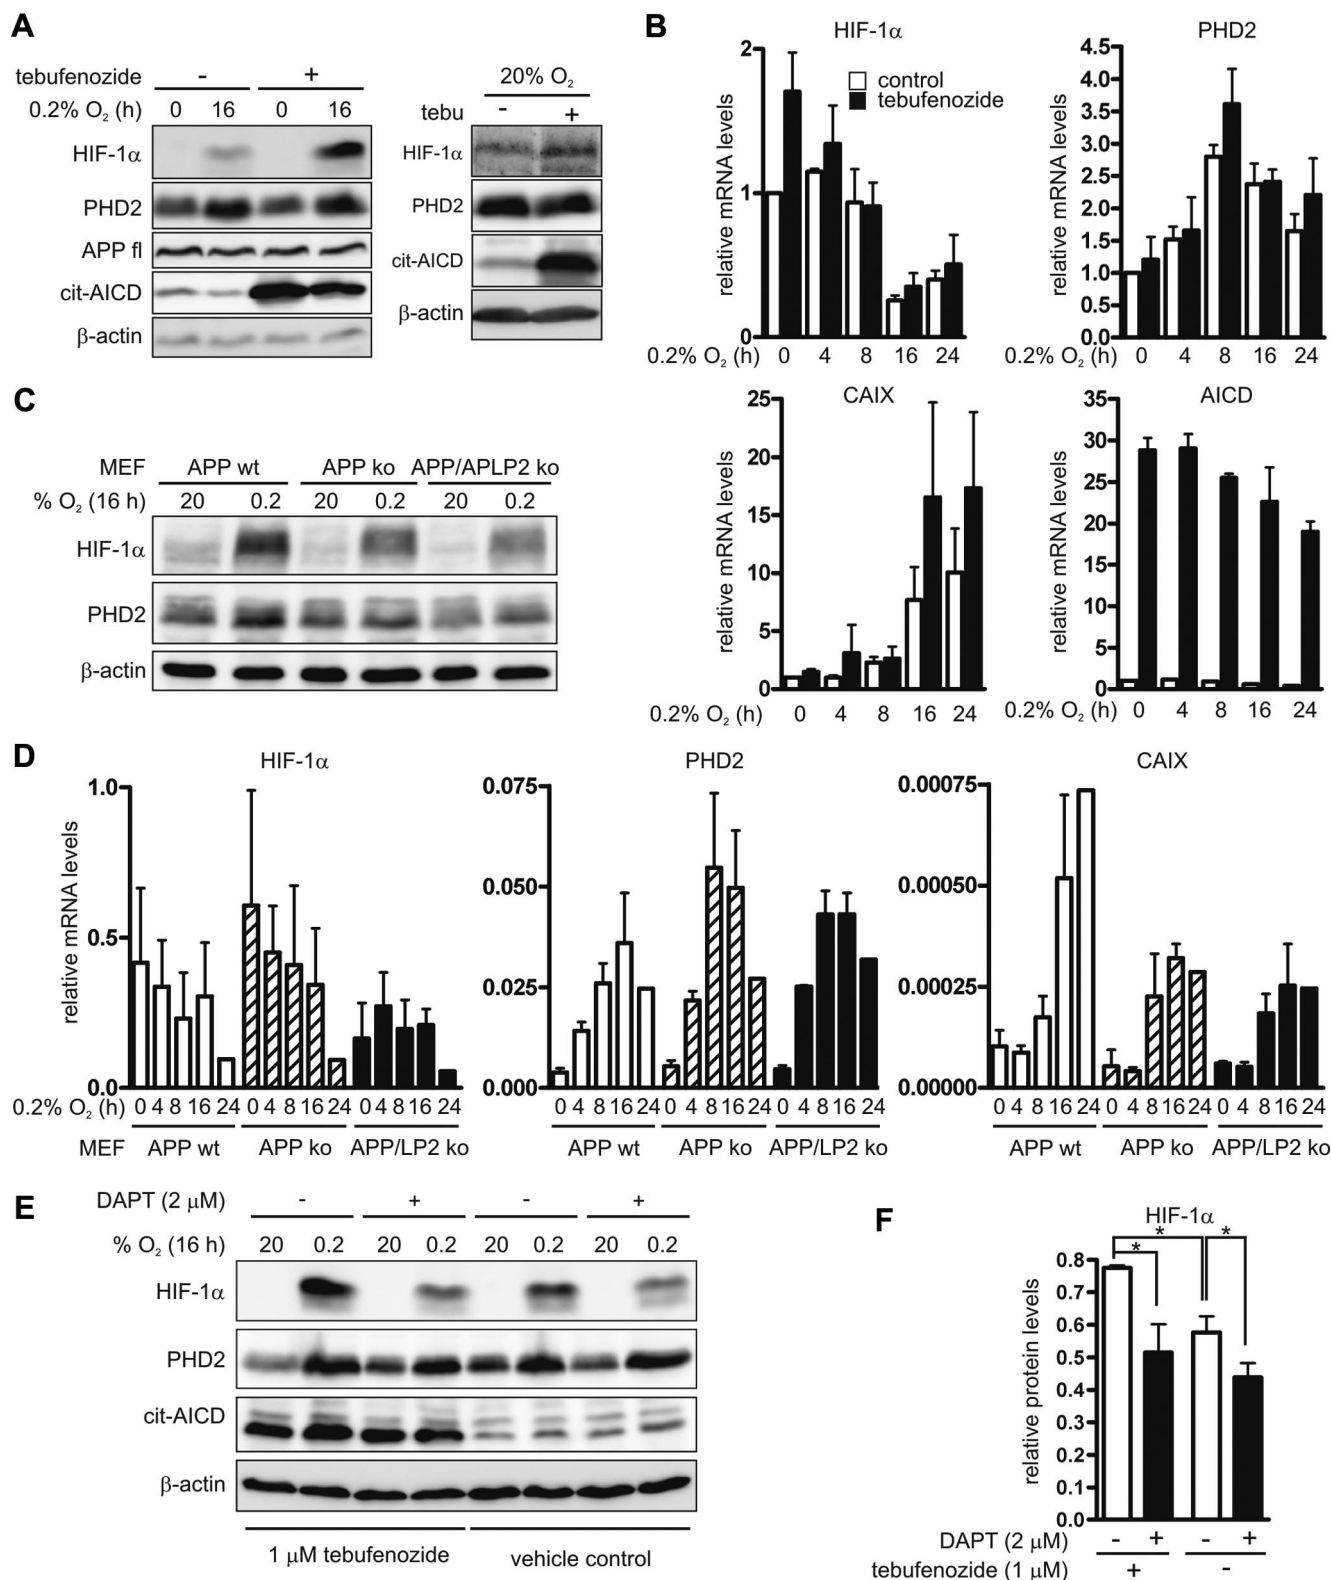 A
tebufenozide - +
0.2% O₂ (h) 0 16 0 16
HIF-1α
PHD2
APP fl
cit-AICD
β-actin
20% O₂
tebu - +
HIF-1α
PHD2
cit-AICD
β-actin
B
HIF-1α
control
tebufenozide
relative mRNA levels
2
1
0
0.2% O₂ (h) 0 4 8 16 24
PHD2
relative mRNA levels
4.5
4.0
3.5
3.0
2.5
2.0
1.5
1.0
0.5
0.0
0.2% O₂ (h) 0 4 8 16 24
CAIX
relative mRNA levels
25
20
15
10
5
0
0.2% O₂ (h) 0 4 8 16 24
AICD
relative mRNA levels
35
30
25
20
15
10
5
0
0.2% O₂ (h) 0 4 8 16 24
C
MEF APP wt APP ko APP/APLP2 ko
% O₂ (16 h) 20 0.2 20 0.2 20 0.2
HIF-1α
PHD2
β-actin
D
HIF-1α
relative mRNA levels
1.0
0.5
0.0
0.2% O₂ (h) 0 4 8 16 24 0 4 8 16 24 0 4 8 16 24
MEF APP wt APP ko APP/LP2 ko
PHD2
0.075
0.050
0.025
0.000
0 4 8 16 24 0 4 8 16 24 0 4 8 16 24
APP wt APP ko APP/LP2 ko
CAIX
0.00075
0.00050
0.00025
0.00000
0 4 8 16 24 0 4 8 16 24 0 4 8 16 24
APP wt APP ko APP/LP2 ko
E
DAPT (2 μM) - + - +
% O₂ (16 h) 20 0.2 20 0.2 20 0.2 20 0.2
HIF-1α
PHD2
cit-AICD
β-actin
1 μM tebufenozide vehicle control
F
HIF-1α
* * *
relative protein levels
0.8
0.7
0.6
0.5
0.4
0.3
0.2
0.1
0.0
DAPT (2 μM) - + - +
tebufenozide (1 μM) + -